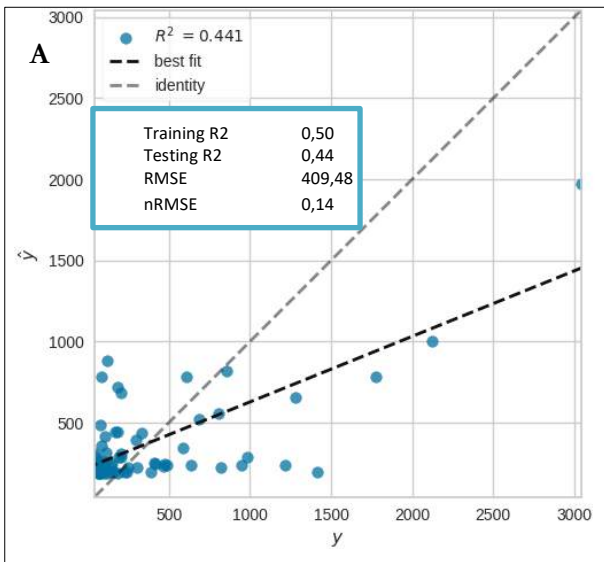 A
R² = 0.441
best fit
identity
Training R2 0,50
Testing R2 0,44
RMSE 409,48
nRMSE 0,14
3000
2500
2000
1500
1000
500
ŷ
500 1000 1500 2000 2500 3000
y